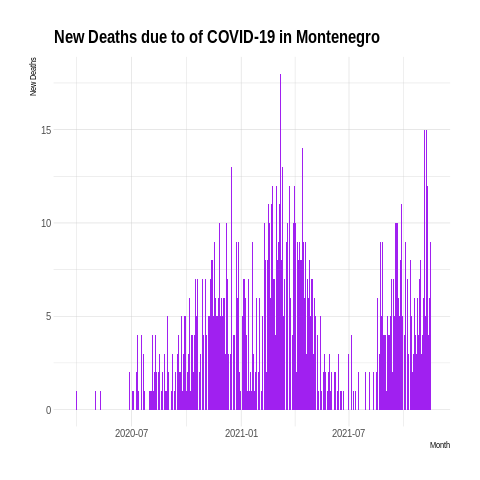 New Deaths due to of COVID-19 in Montenegro
New Deaths
15
10
5
0
2020-07
2021-01
2021-07
Month